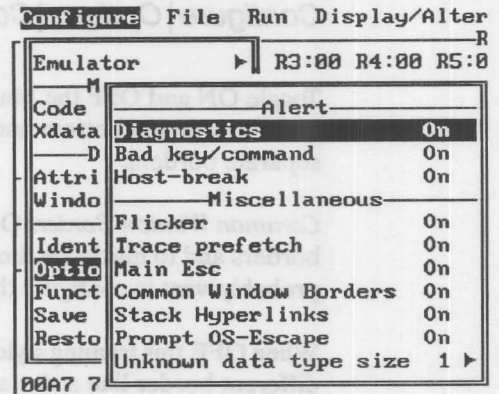 Configure File Run Display/Alter
R
Emulator ► R3:00 R4:00 R5:0
M
Code Alert
Xdata Diagnostics On
D Bad key/command On
Attri Host-break On
Windo Miscellaneous
Flicker On
Ident Trace prefetch On
Optio Main Esc On
Funct Common Window Borders On
Save Stack Hyperlinks On
Resto Prompt OS-Escape On
Unknown data type size 1 ►
00A7 7